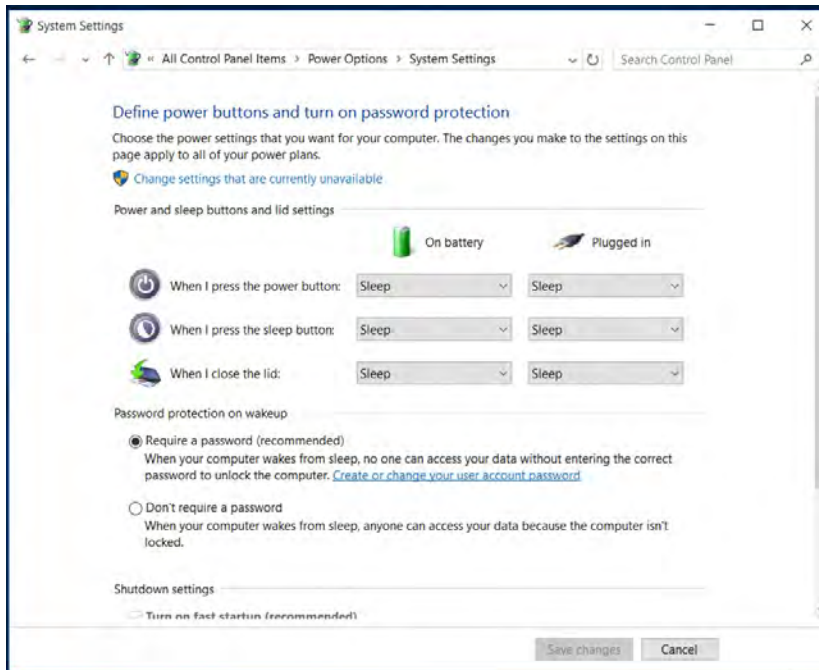 System Settings
« All Control Panel Items > Power Options > System Settings
Search Control Panel
Define power buttons and turn on password protection
Choose the power settings that you want for your computer. The changes you make to the settings on this
page apply to all of your power plans.
Change settings that are currently unavailable
Power and sleep buttons and lid settings
On battery
Plugged in
When I press the power button: Sleep Sleep
When I press the sleep button: Sleep Sleep
When I close the lid: Sleep Sleep
Password protection on wakeup
Require a password (recommended)
When your computer wakes from sleep, no one can access your data without entering the correct
password to unlock the computer. Create or change your user account password
Don't require a password
When your computer wakes from sleep, anyone can access your data because the computer isn't
locked.
Shutdown settings
Turn on fast startup (recommended)
Save changes Cancel